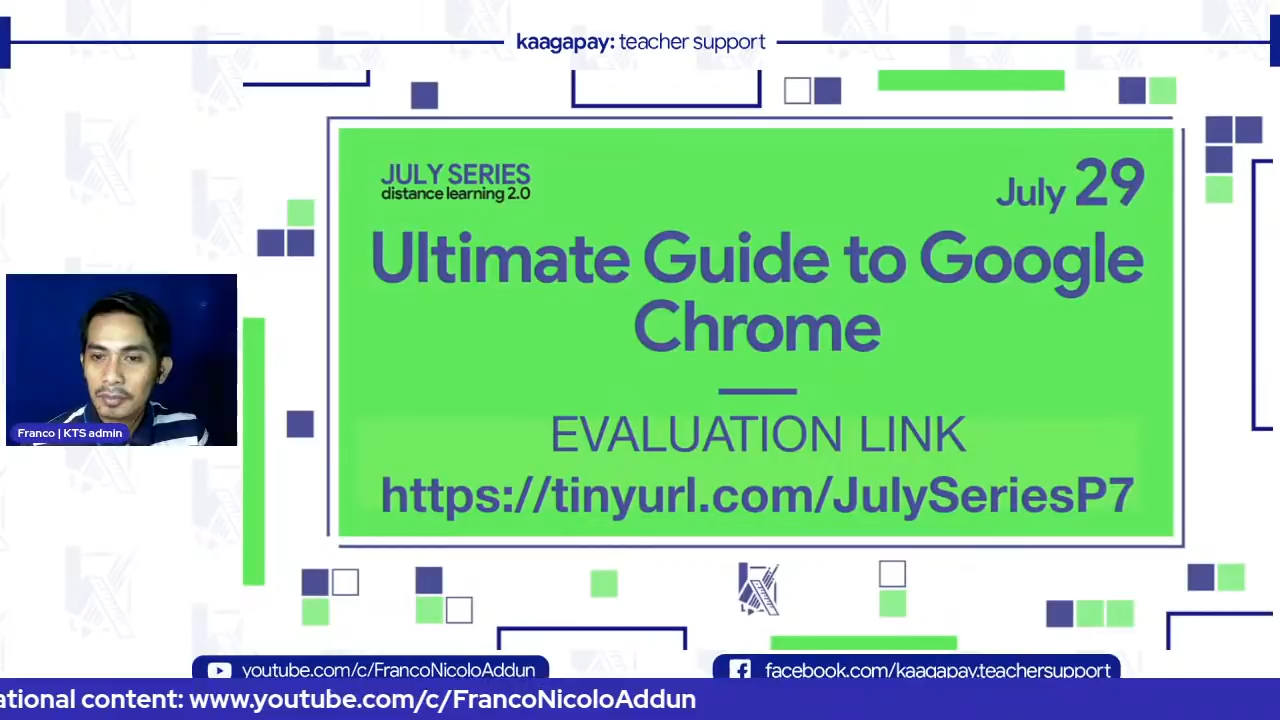 kaagapay: teacher support
JULY SERIES
distance learning 2.0
July 29
Ultimate Guide to Google
Chrome
EVALUATION LINK
https://tinyurl.com/JulySeriesP7
Franco | KTS admin
youtube.com/c/FrancoNicoloAddun
facebook.com/kaagapay.teachersupport
ational content: www.youtube.com/c/FrancoNicoloAddun